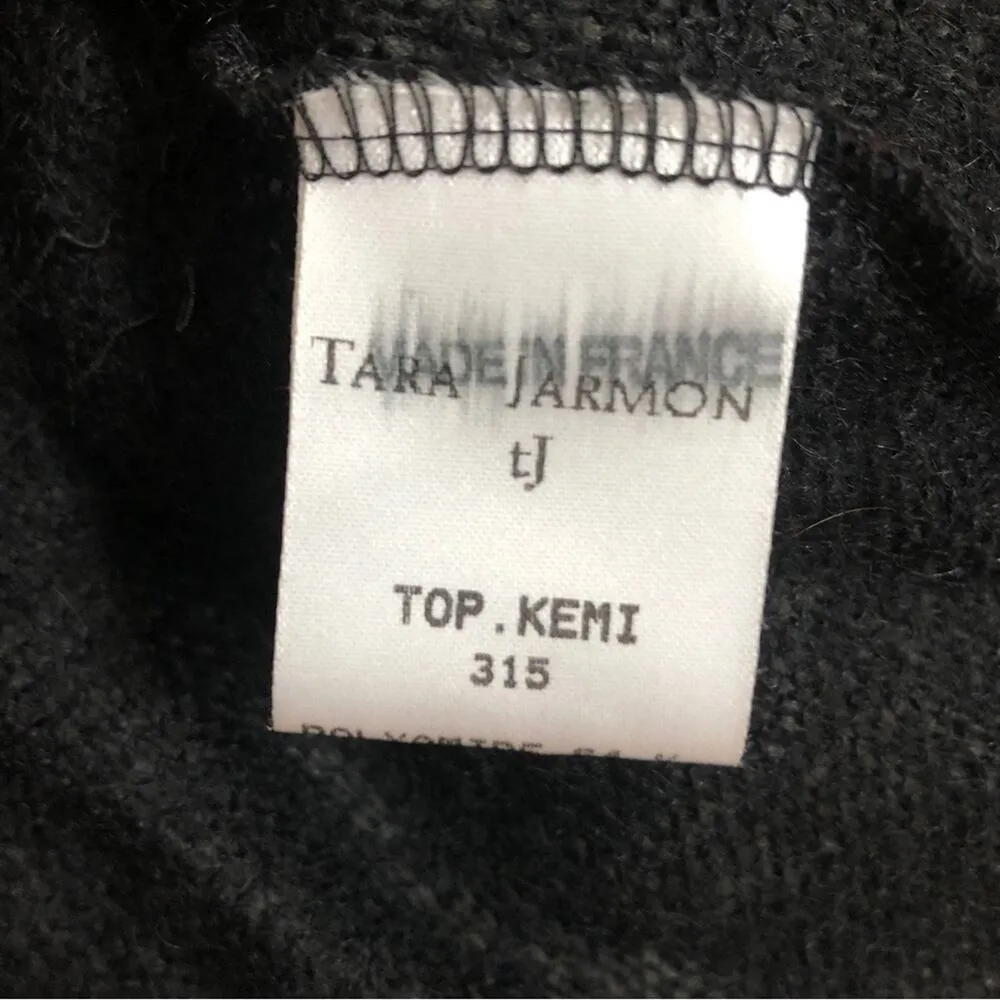 MADE IN FRANCE
TARA JARMON
tJ
TOP.KEMI
315